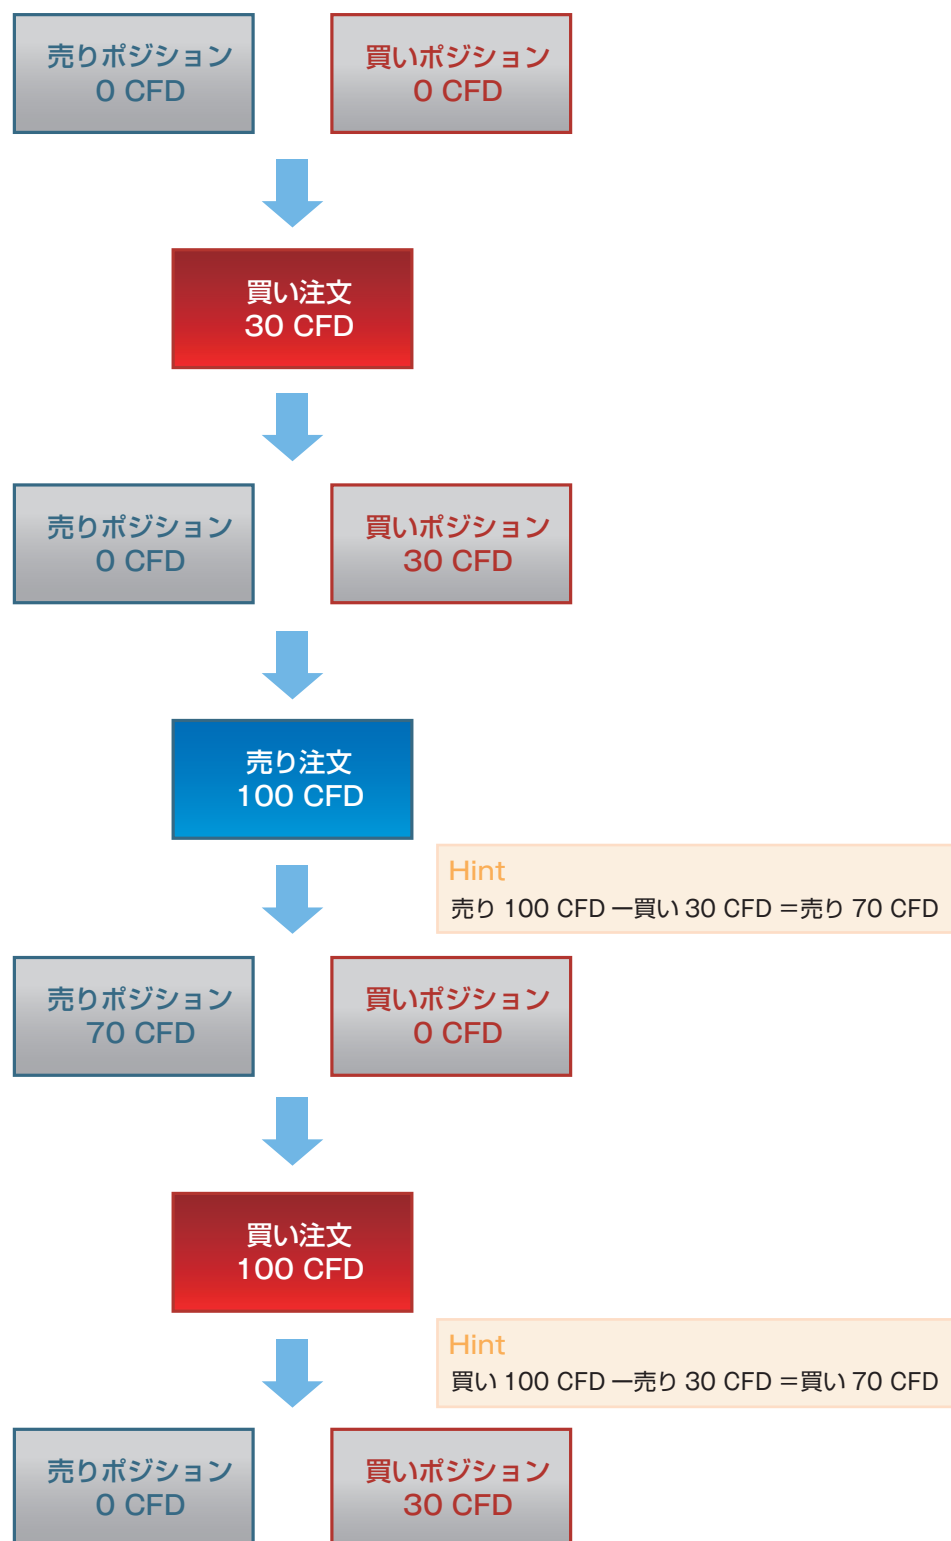 売りポジション
0 CFD
買いポジション
0 CFD
買い注文
30 CFD
売りポジション
0 CFD
買いポジション
30 CFD
売り注文
100 CFD
Hint
売り 100 CFD ー買い 30 CFD ＝売り 70 CFD
売りポジション
70 CFD
買いポジション
0 CFD
買い注文
100 CFD
Hint
買い 100 CFD ー売り 30 CFD ＝買い 70 CFD
売りポジション
0 CFD
買いポジション
30 CFD